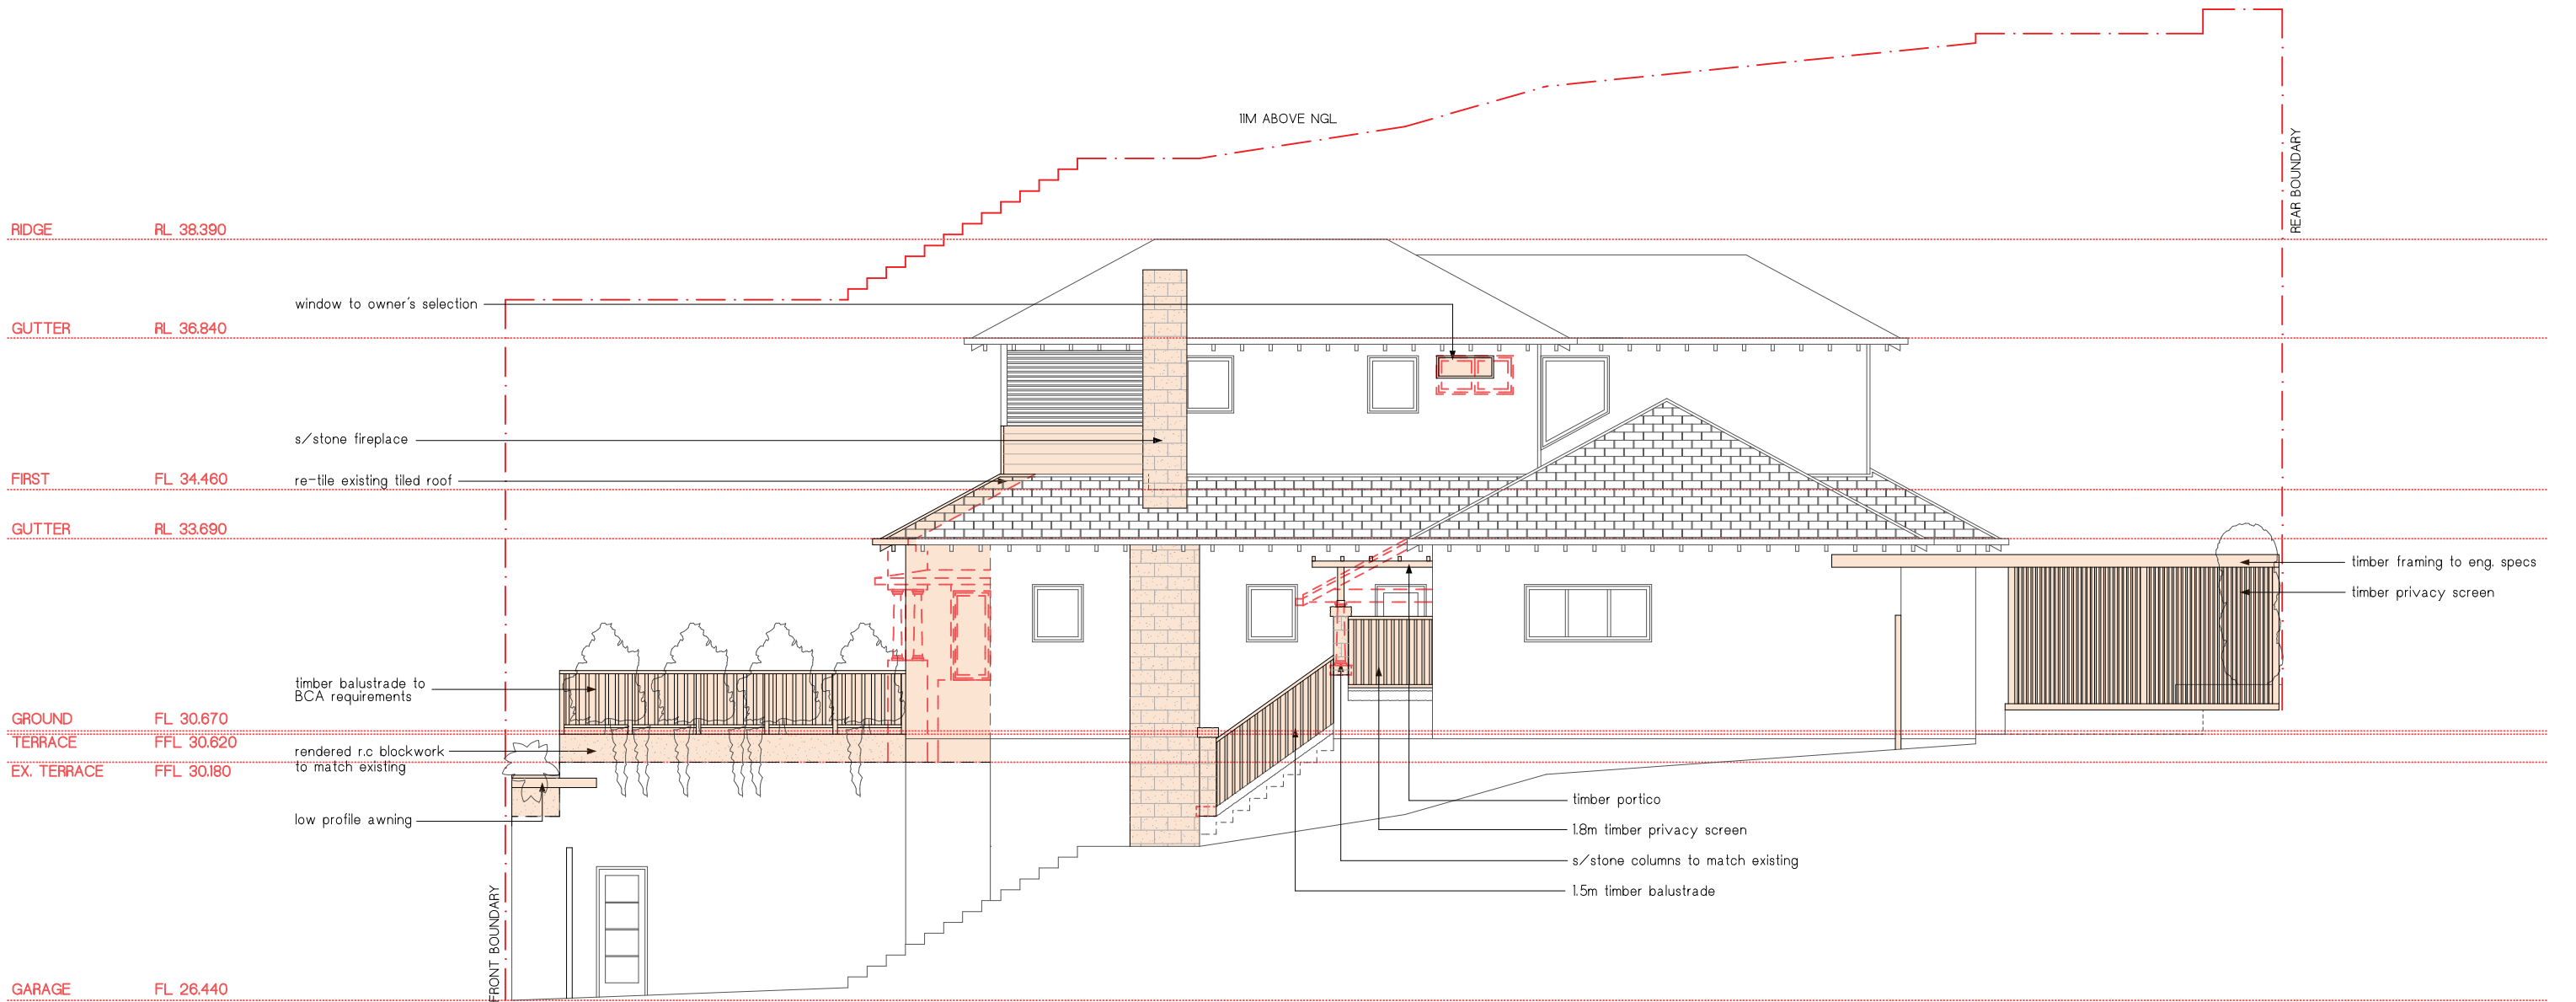 11M ABOVE NGL
REAR BOUNDARY
RIDGE RL 38.390
window to owner's selection
GUTTER RL 36.840
s/stone fireplace
FIRST FL 34.460
re-tile existing tiled roof
GUTTER RL 33.690
timber framing to eng. specs
timber privacy screen
timber balustrade to
BCA requirements
GROUND FL 30.670
TERRACE FFL 30.620
rendered r.c blockwork
to match existing
EX. TERRACE FFL 30.180
timber portico
low profile awning
1.8m timber privacy screen
s/stone columns to match existing
1.5m timber balustrade
FRONT BOUNDARY
GARAGE FL 26.440